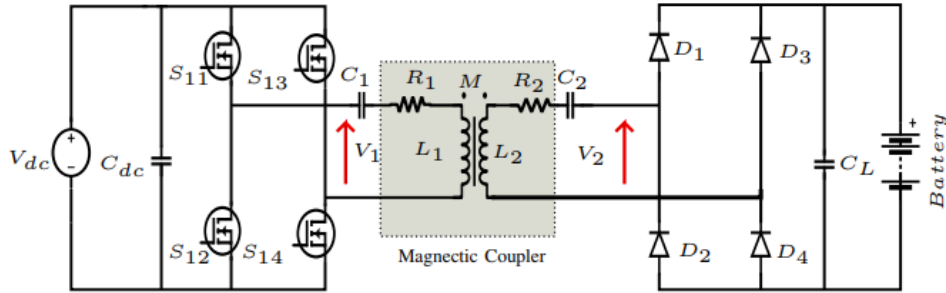 V_dc
+
−
C_dc
S_11
S_13
S_12
S_14
C_1
R_1
M
R_2
C_2
V_1
L_1
L_2
V_2
Magnectic Coupler
D_1
D_3
D_2
D_4
C_L
+
Battery